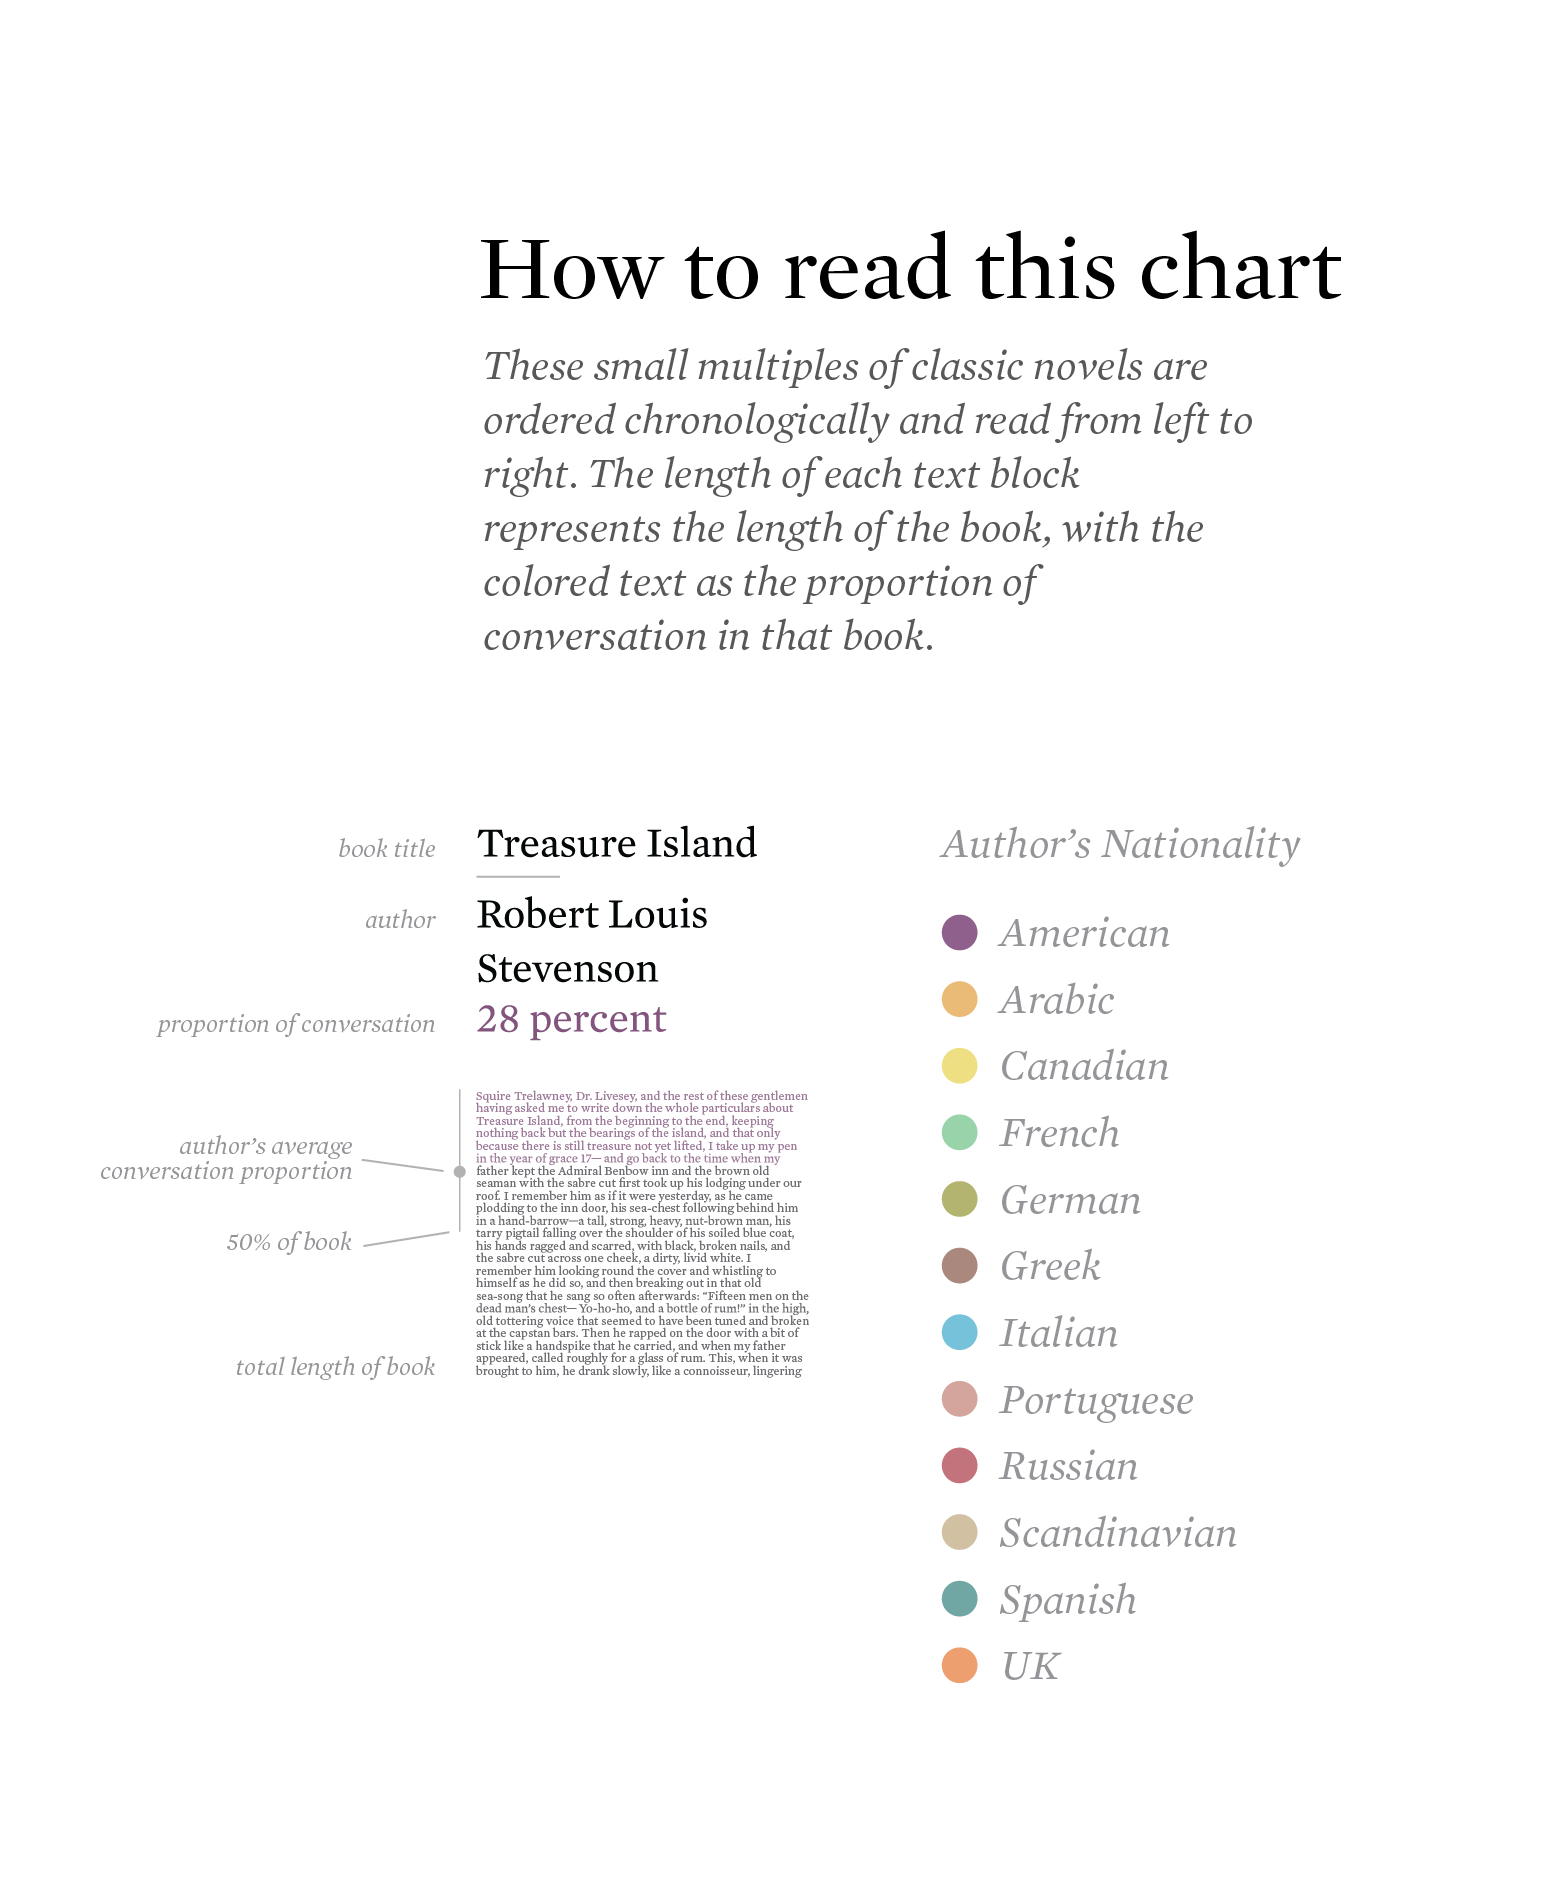 How to read this chart
These small multiples of classic novels are
ordered chronologically and read from left to
right. The length of each text block
represents the length of the book, with the
colored text as the proportion of
conversation in that book.
book title
Treasure Island
author
Robert Louis
Stevenson
proportion of conversation
28 percent
author’s average
conversation proportion
50% of book
total length of book
Squire Trelawney, Dr. Livesey, and the rest of these gentlemen
having asked me to write down the whole particulars about
Treasure Island, from the beginning to the end, keeping
nothing back but the bearings of the island, and that only
because there is still treasure not yet lifted, I take up my pen
in the year of grace 17— and go back to the time when my
father kept the Admiral Benbow inn and the brown old
seaman with the sabre cut first took up his lodging under our
roof. I remember him as if it were yesterday, as he came
plodding to the inn door, his sea-chest following behind him
in a hand-barrow—a tall, strong, heavy, nut-brown man, his
tarry pigtail falling over the shoulder of his soiled blue coat,
his hands ragged and scarred, with black, broken nails, and
the sabre cut across one cheek, a dirty, livid white. I
remember him looking round the cover and whistling to
himself as he did so, and then breaking out in that old
sea-song that he sang so often afterwards: “Fifteen men on the
dead man’s chest— Yo-ho-ho, and a bottle of rum!” in the high,
old tottering voice that seemed to have been tuned and broken
at the capstan bars. Then he rapped on the door with a bit of
stick like a handspike that he carried, and when my father
appeared, called roughly for a glass of rum. This, when it was
brought to him, he drank slowly, like a connoisseur, lingering
Author’s Nationality
American
Arabic
Canadian
French
German
Greek
Italian
Portuguese
Russian
Scandinavian
Spanish
UK